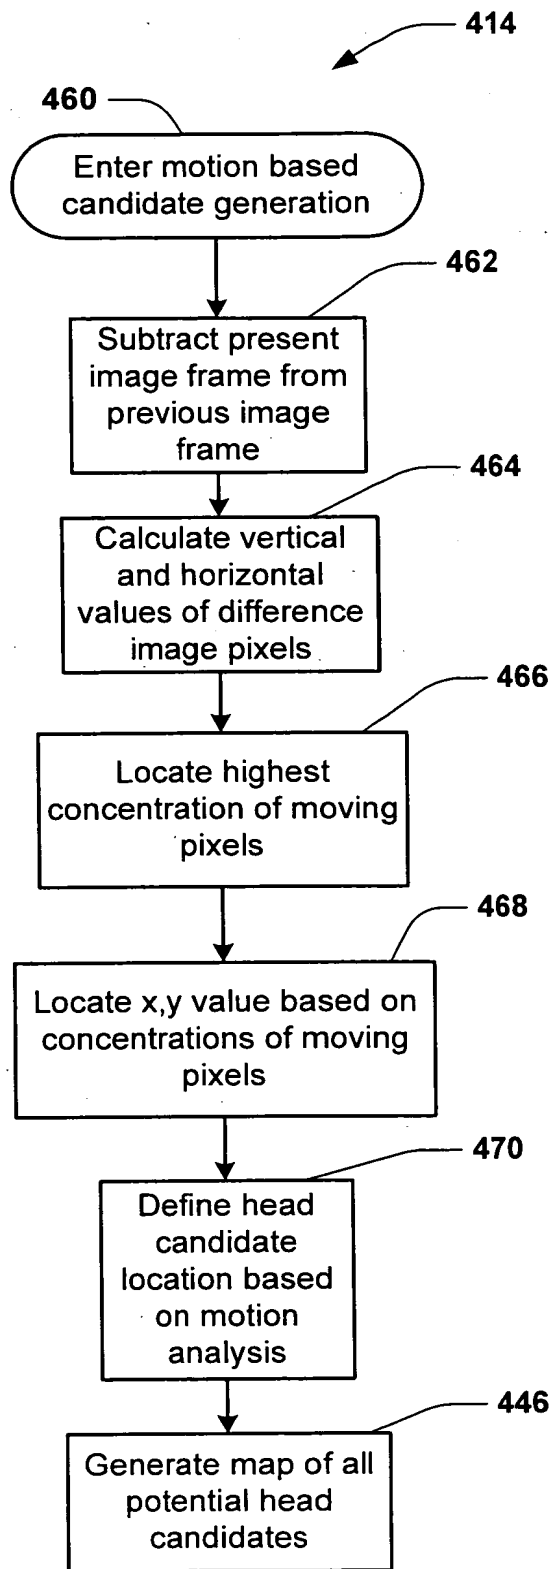 414
460
Enter motion based
candidate generation
462
Subtract present
image frame from
previous image
frame
464
Calculate vertical
and horizontal
values of difference
image pixels
466
Locate highest
concentration of moving
pixels
468
Locate x,y value based on
concentrations of moving
pixels
470
Define head
candidate
location based
on motion
analysis
446
Generate map of all
potential head
candidates